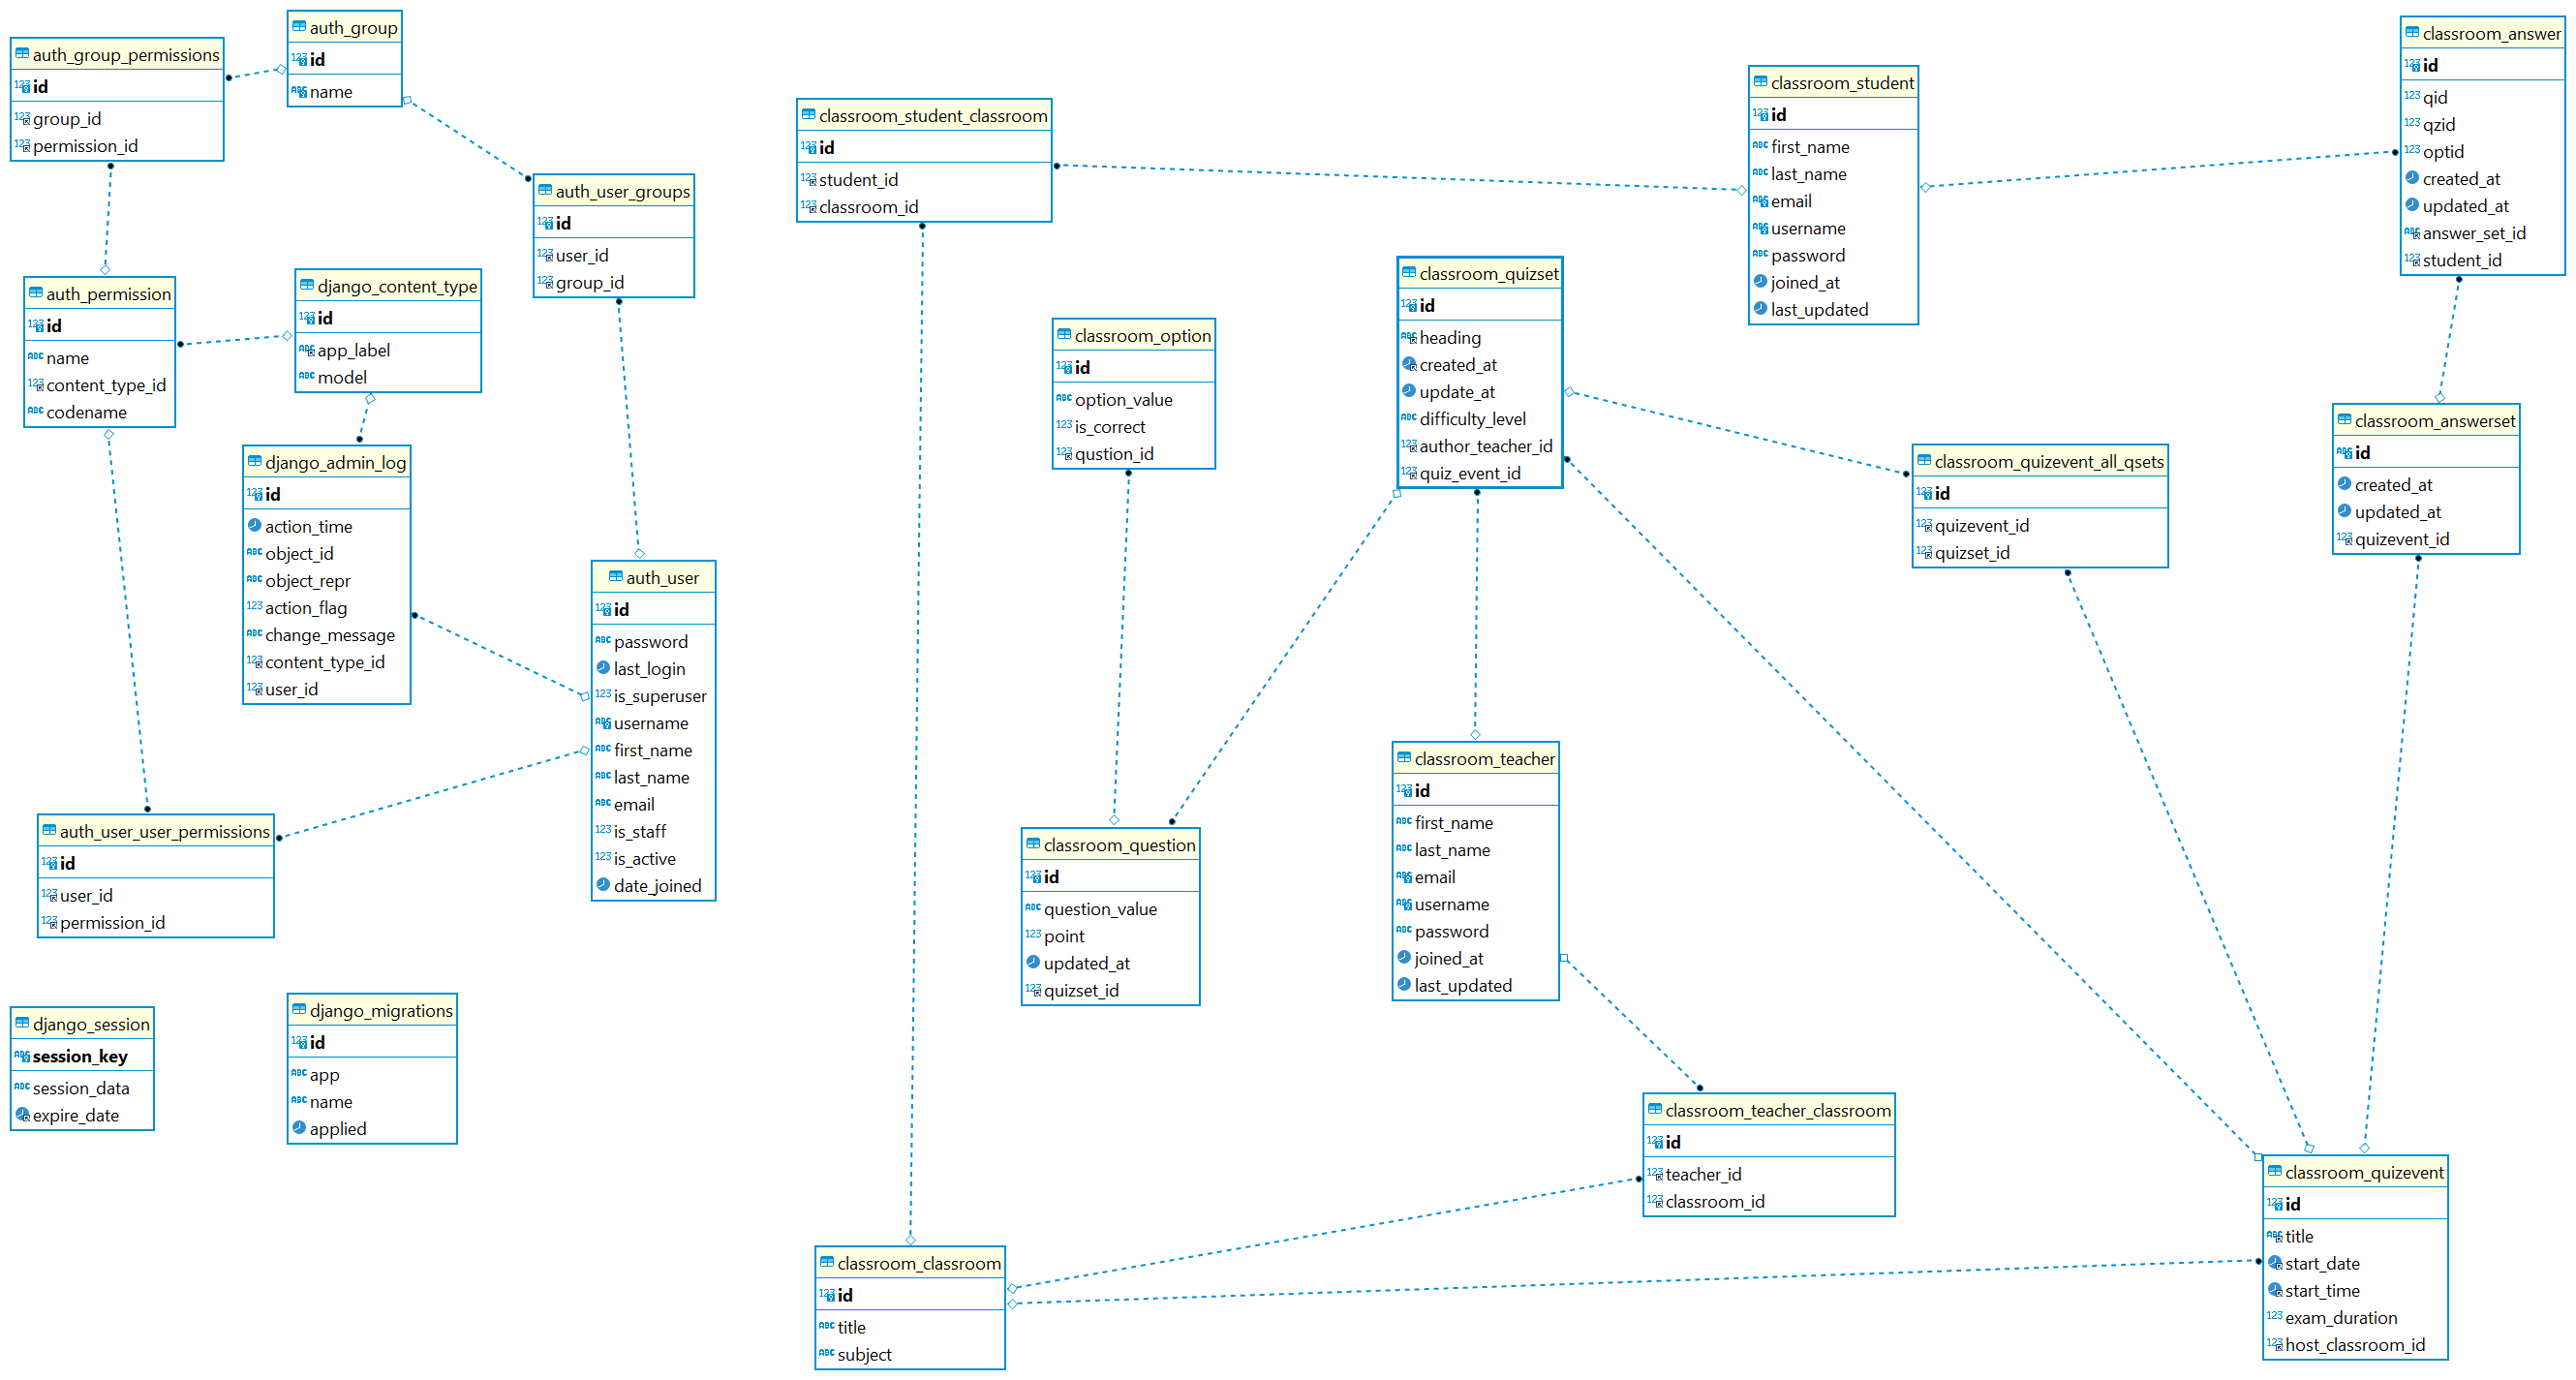 auth_group_permissions
id
group_id
permission_id
auth_group
id
name
auth_user_groups
id
user_id
group_id
auth_permission
id
name
content_type_id
codename
django_content_type
id
app_label
model
django_admin_log
id
action_time
object_id
object_repr
action_flag
change_message
content_type_id
user_id
auth_user
id
password
last_login
is_superuser
username
first_name
last_name
email
is_staff
is_active
date_joined
auth_user_user_permissions
id
user_id
permission_id
django_session
session_key
session_data
expire_date
django_migrations
id
app
name
applied
classroom_student_classroom
id
student_id
classroom_id
classroom_student
id
first_name
last_name
email
username
password
joined_at
last_updated
classroom_answer
id
qid
qzid
optid
created_at
updated_at
answer_set_id
student_id
classroom_option
id
option_value
is_correct
qustion_id
classroom_quizset
id
heading
created_at
update_at
difficulty_level
author_teacher_id
quiz_event_id
classroom_quizevent_all_qsets
id
quizevent_id
quizset_id
classroom_answerset
id
created_at
updated_at
quizevent_id
classroom_question
id
question_value
point
updated_at
quizset_id
classroom_teacher
id
first_name
last_name
email
username
password
joined_at
last_updated
classroom_teacher_classroom
id
teacher_id
classroom_id
classroom_classroom
id
title
subject
classroom_quizevent
id
title
start_date
start_time
exam_duration
host_classroom_id